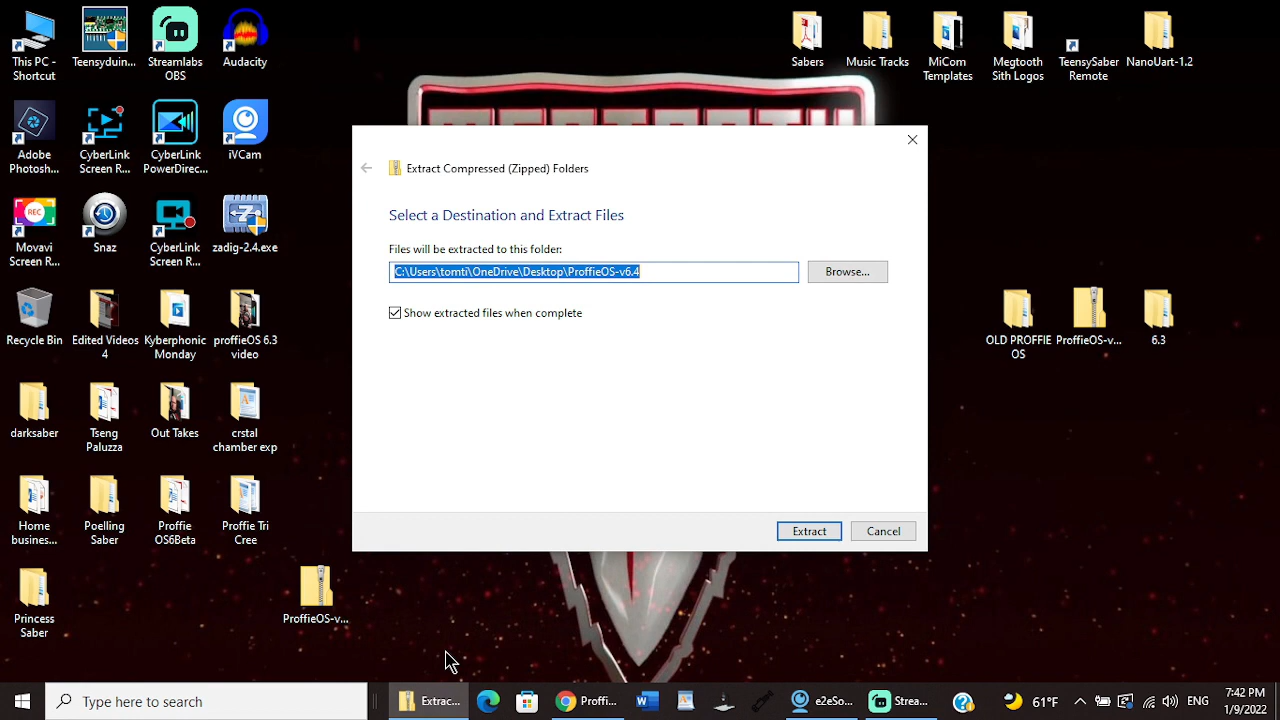 This PC -
Shortcut
Teensyduin...
Streamlabs
OBS
Audacity
Sabers
Music Tracks
MiCom
Templates
Megtooth
Sith Logos
TeensySaber
Remote
NanoUart-1.2
Adobe
Photosh...
CyberLink
Screen R...
CyberLink
PowerDirec...
iVCam
REC
Movavi
Screen R...
Snaz
CyberLink
Screen R...
zadig-2.4.exe
Recycle Bin
Edited Videos
4
Kyberphonic
Monday
proffieOS 6.3
video
OLD PROFFIE
OS
ProffieOS-v...
6.3
darksaber
Tseng
Paluzza
Out Takes
crstal
chamber exp
Home
busines...
Poelling
Saber
Proffie
OS6Beta
Proffie Tri
Cree
Princess
Saber
ProffieOS-v...
Extract Compressed (Zipped) Folders
Select a Destination and Extract Files
Files will be extracted to this folder:
C:\Users\tomti\OneDrive\Desktop\ProffieOS-v6.4
Browse...
Show extracted files when complete
Extract
Cancel
Type here to search
Extrac...
Proffi...
e2eSo...
Strea...
61°F
ENG
1:42 PM
1/9/2022